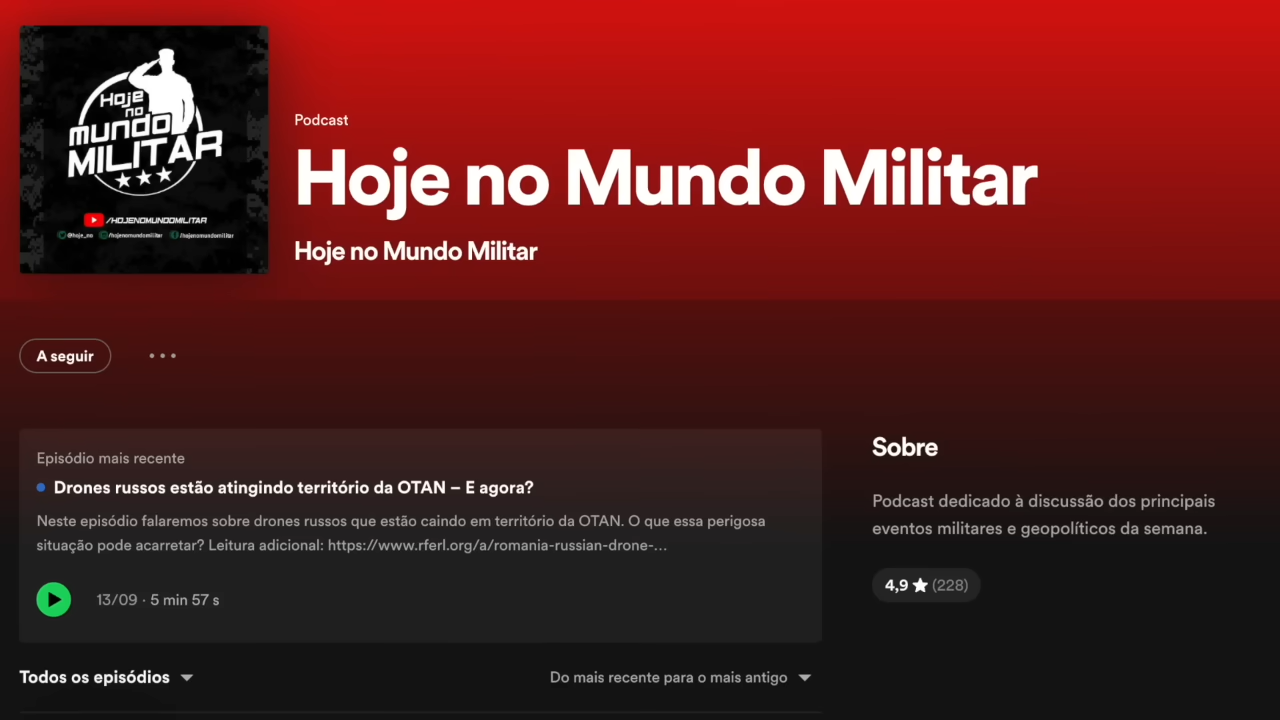 Hoje
no
mundo
MILITAR
/HOJENOMUNDOMILITAR
@hoje_no /hojenomundomilitar /hojenomundomilitar
Podcast
Hoje no Mundo Militar
Hoje no Mundo Militar
A seguir
Episódio mais recente
Drones russos estão atingindo território da OTAN – E agora?
Neste episódio falaremos sobre drones russos que estão caindo em território da OTAN. O que essa perigosa
situação pode acarretar? Leitura adicional: https://www.rferl.org/a/romania-russian-drone-...
13/09 · 5 min 57 s
Sobre
Podcast dedicado à discussão dos principais
eventos militares e geopolíticos da semana.
4,9 ★ (228)
Todos os episódios
Do mais recente para o mais antigo